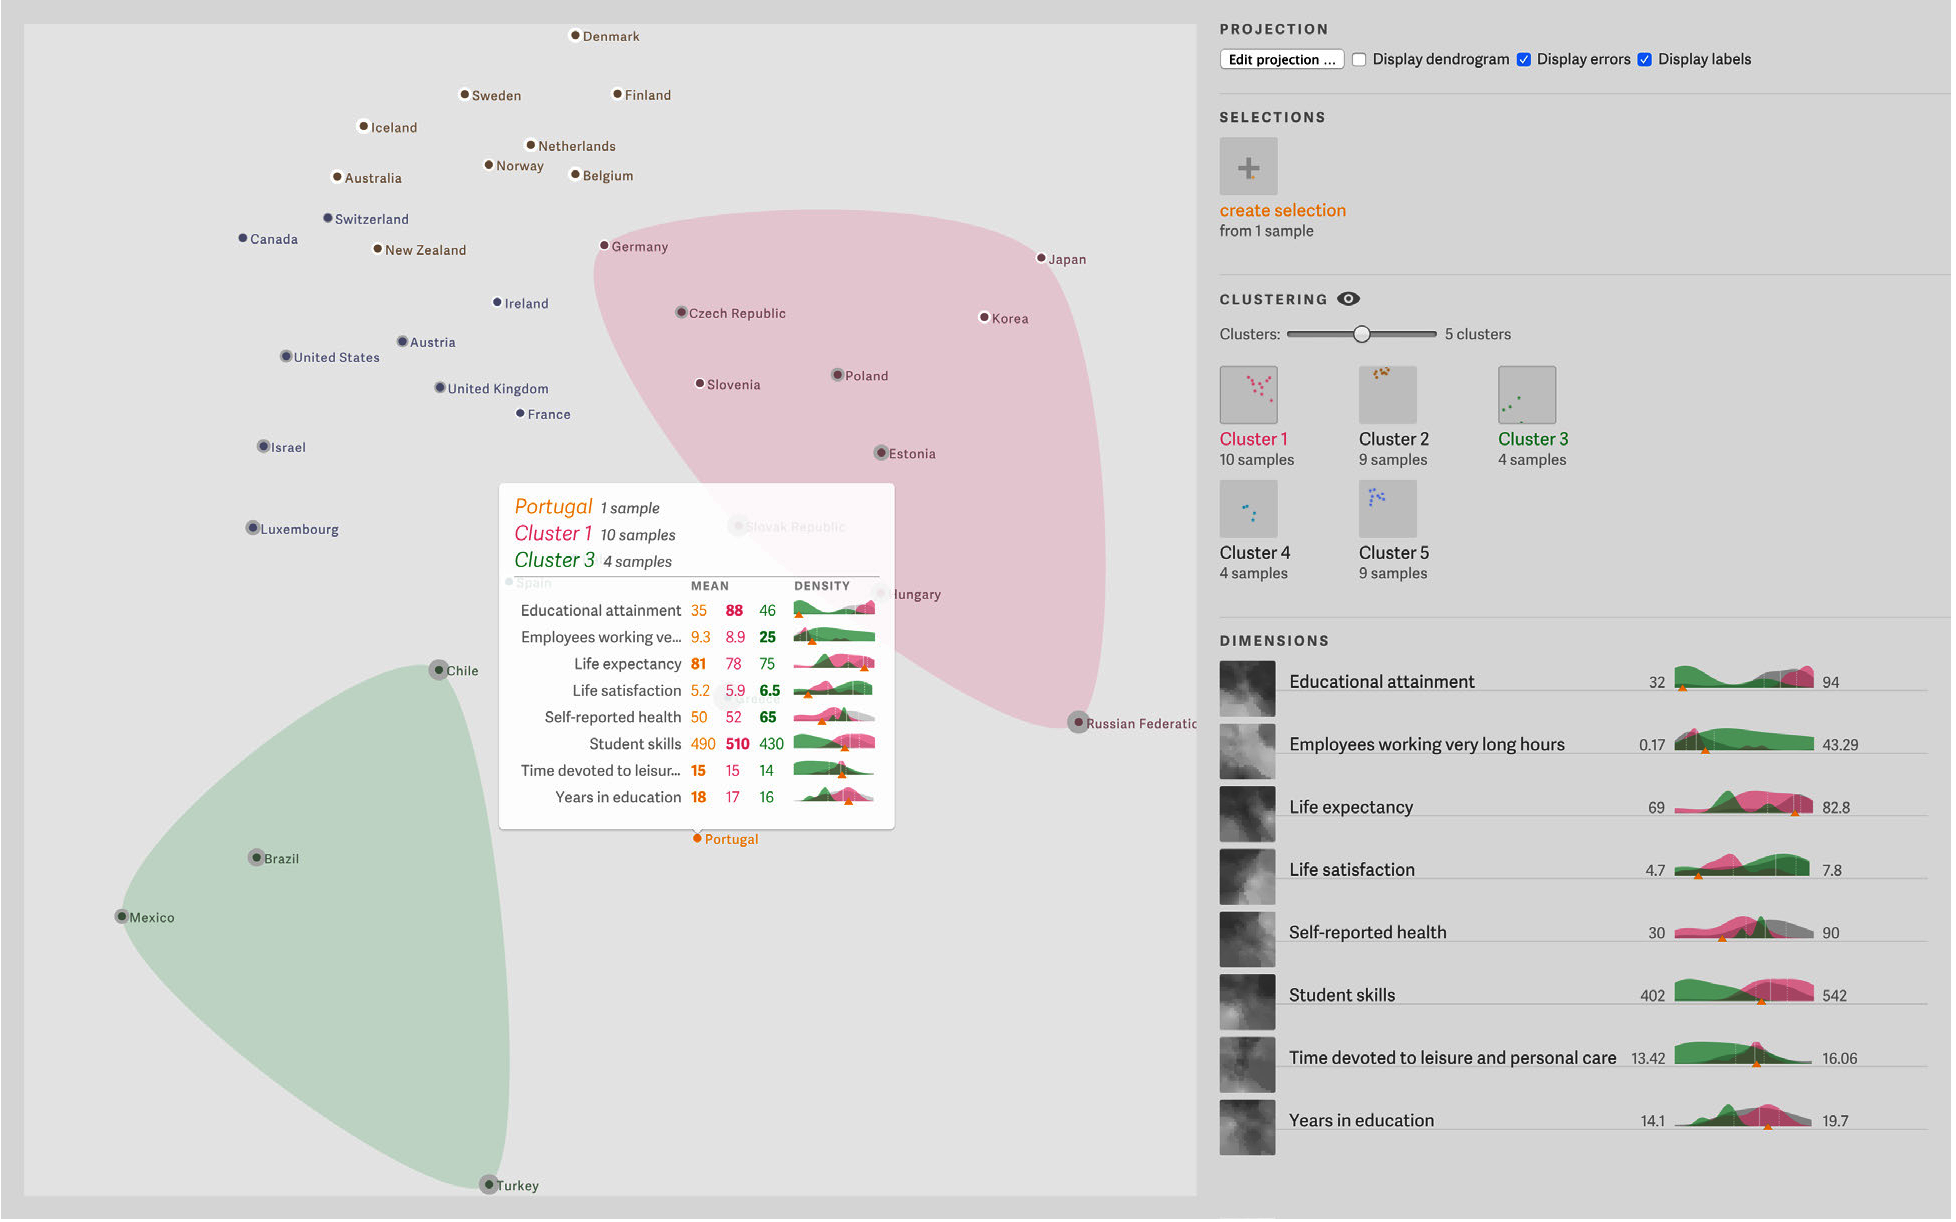 Denmark
Sweden
Finland
Iceland
Netherlands
Norway
Belgium
Australia
Switzerland
Canada
New Zealand
Germany
Japan
Ireland
Czech Republic
Korea
Austria
United States
Poland
Slovenia
United Kingdom
France
Israel
Estonia
Luxembourg
Slovak Republic
Spain
Hungary
Chile
Greece
Russian Federatic
Portugal
Brazil
Mexico
Turkey
Portugal 1 sample
Cluster 1 10 samples
Cluster 3 4 samples
MEAN DENSITY
Educational attainment 35 88 46
Employees working ve... 9.3 8.9 25
Life expectancy 81 78 75
Life satisfaction 5.2 5.9 6.5
Self-reported health 50 52 65
Student skills 490 510 430
Time devoted to leisur... 15 15 14
Years in education 18 17 16
PROJECTION
Edit projection ... Display dendrogram Display errors Display labels
SELECTIONS
create selection
from 1 sample
CLUSTERING
Clusters: 5 clusters
Cluster 1 Cluster 2 Cluster 3
10 samples 9 samples 4 samples
Cluster 4 Cluster 5
4 samples 9 samples
DIMENSIONS
Educational attainment 32 94
Employees working very long hours 0.17 43.29
Life expectancy 69 82.8
Life satisfaction 4.7 7.8
Self-reported health 30 90
Student skills 402 542
Time devoted to leisure and personal care 13.42 16.06
Years in education 14.1 19.7